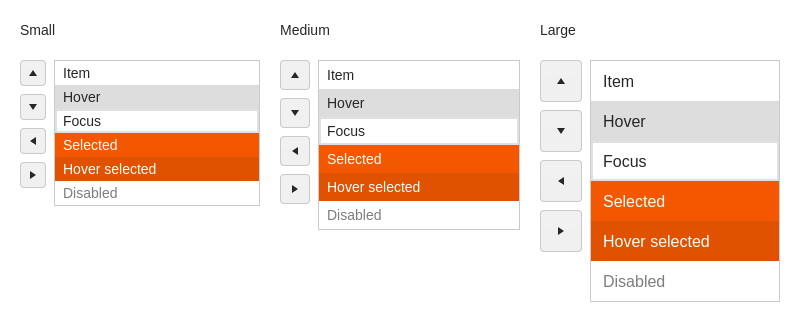 Small
Item
Hover
Focus
Selected
Hover selected
Disabled
Medium
Item
Hover
Focus
Selected
Hover selected
Disabled
Large
Item
Hover
Focus
Selected
Hover selected
Disabled